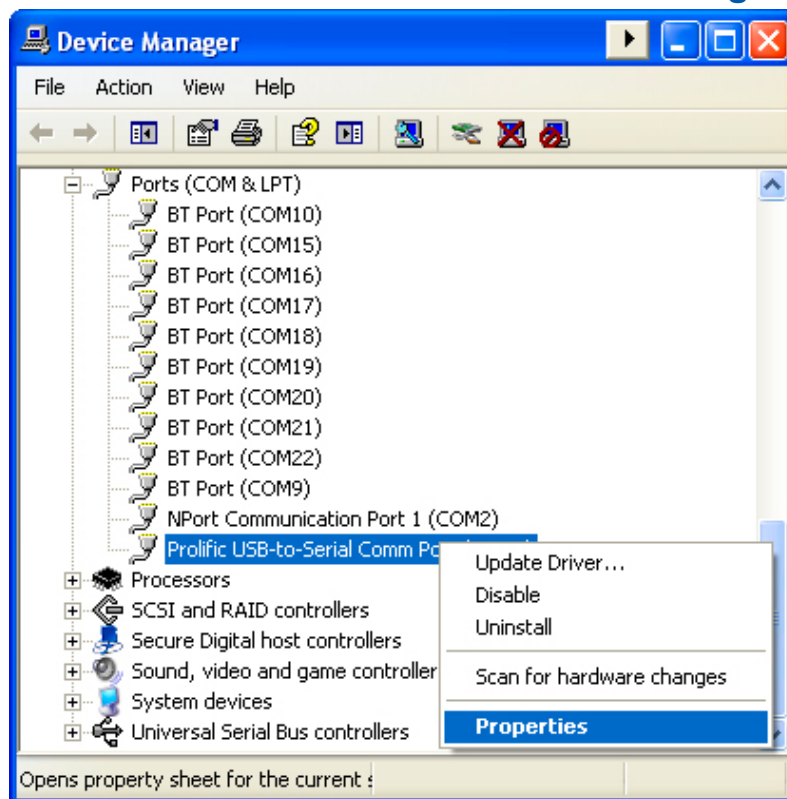 Device Manager
File Action View Help
Ports (COM & LPT)
BT Port (COM10)
BT Port (COM15)
BT Port (COM16)
BT Port (COM17)
BT Port (COM18)
BT Port (COM19)
BT Port (COM20)
BT Port (COM21)
BT Port (COM22)
BT Port (COM9)
NPort Communication Port 1 (COM2)
Prolific USB-to-Serial Comm
Update Driver...
Disable
Uninstall
Scan for hardware changes
Properties
Processors
SCSI and RAID controllers
Secure Digital host controllers
Sound, video and game controller
System devices
Universal Serial Bus controllers
Opens property sheet for the current